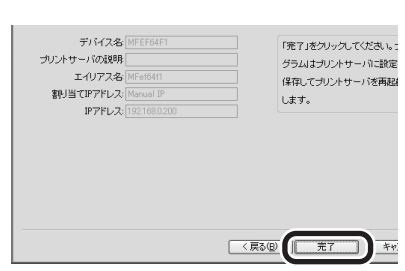 デバイス名: MFEF64F1
プリントサーバの説明:
エイリアス名: MFef64f1
割り当てIPアドレス: Manual IP
IPアドレス: 192.168.0.200
「完了」をクリックしてください。
グラムはプリントサーバに設定
保存してプリントサーバを再起
します。
< 戻る(B)
完了
キャ